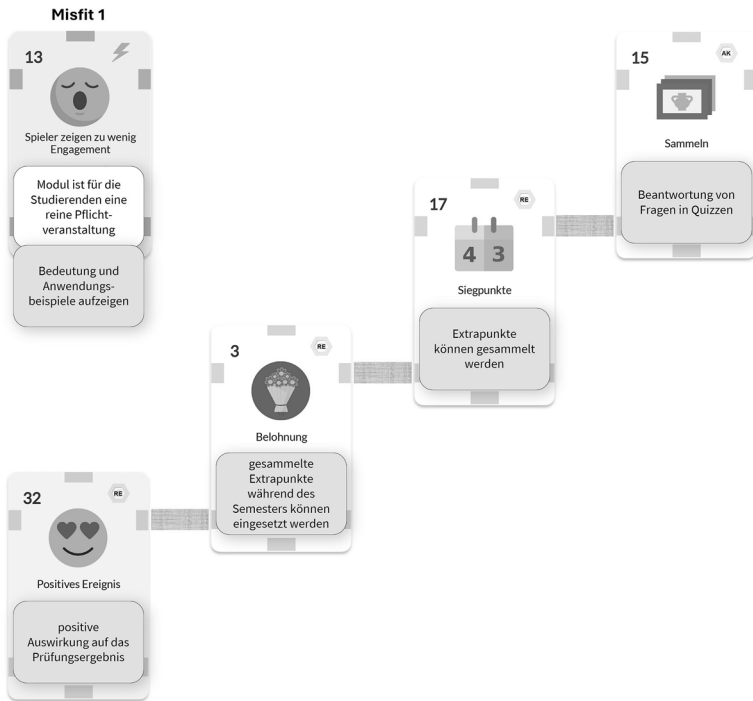 Misfit 1
13
Spieler zeigen zu wenig
Engagement
Modul ist für die
Studierenden eine
reine Pflicht-
veranstaltung
Bedeutung und
Anwendungs-
beispiele aufzeigen
15
AK
Sammeln
Beantwortung von
Fragen in Quizzen
17
RE
4 3
Siegpunkte
Extrapunkte
können gesammelt
werden
3
RE
Belohnung
gesammelte
Extrapunkte
während des
Semesters können
eingesetzt werden
32
RE
Positives Ereignis
positive
Auswirkung auf das
Prüfungsergebnis